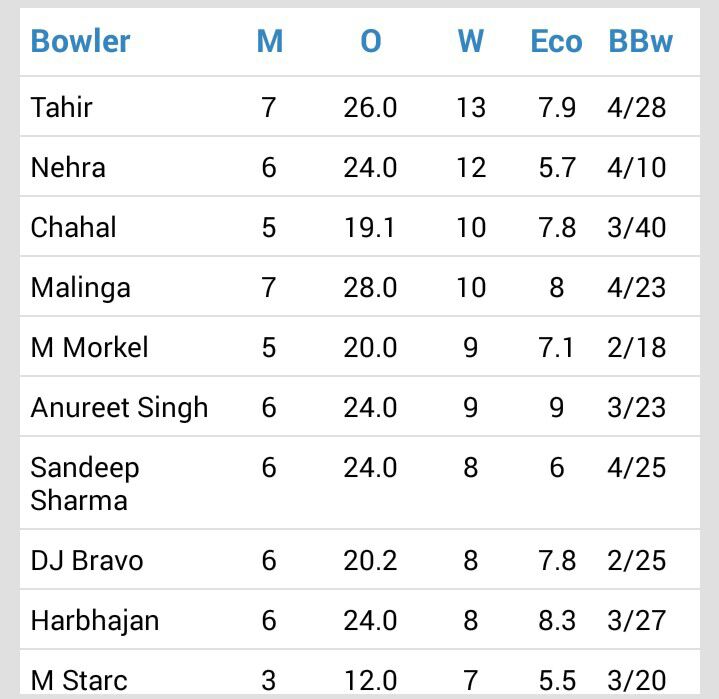 Bowler M O W Eco BBw
Tahir 7 26.0 13 7.9 4/28
Nehra 6 24.0 12 5.7 4/10
Chahal 5 19.1 10 7.8 3/40
Malinga 7 28.0 10 8 4/23
M Morkel 5 20.0 9 7.1 2/18
Anureet Singh 6 24.0 9 9 3/23
Sandeep 6 24.0 8 6 4/25
Sharma
DJ Bravo 6 20.2 8 7.8 2/25
Harbhajan 6 24.0 8 8.3 3/27
M Starc 3 12.0 7 5.5 3/20